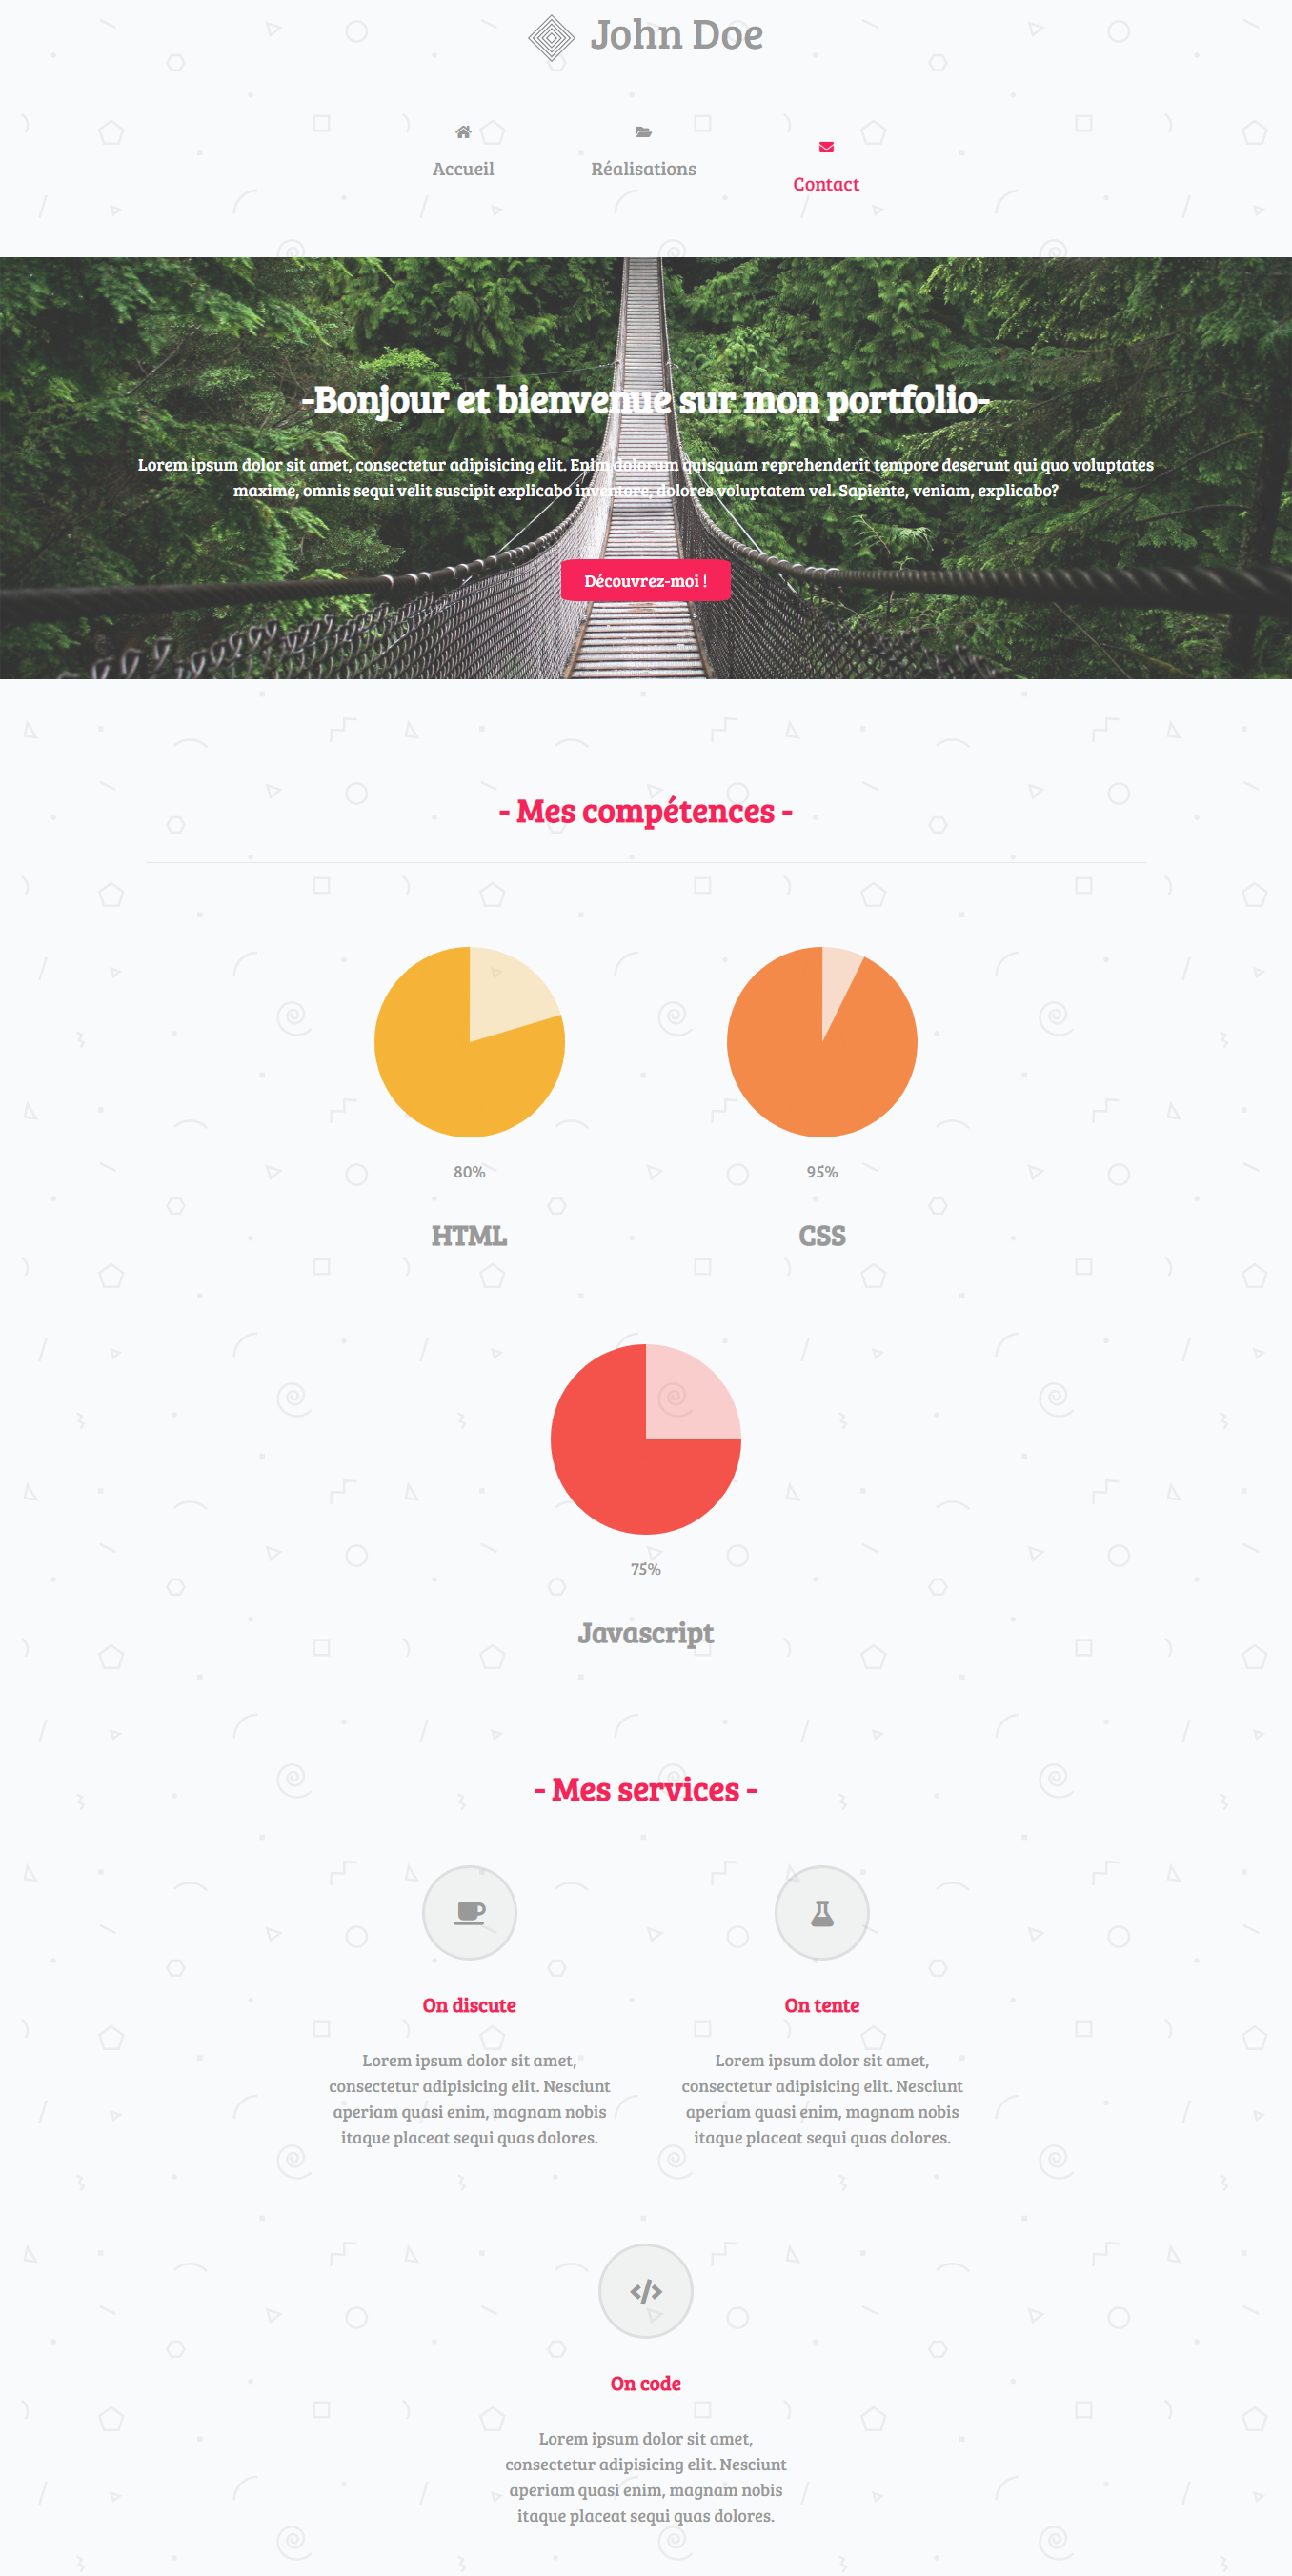 John Doe
Accueil
Réalisations
Contact
-Bonjour et bienvenue sur mon portfolio-
Lorem ipsum dolor sit amet, consectetur adipisicing elit. Enim dolorum quisquam reprehenderit tempore deserunt qui quo voluptates
maxime, omnis sequi velit suscipit explicabo inventore, dolores voluptatem vel. Sapiente, veniam, explicabo?
Découvrez-moi !
- Mes compétences -
80%
95%
HTML
CSS
75%
Javascript
- Mes services -
On discute
Lorem ipsum dolor sit amet,
consectetur adipisicing elit. Nesciunt
aperiam quasi enim, magnam nobis
itaque placeat sequi quas dolores.
On tente
Lorem ipsum dolor sit amet,
consectetur adipisicing elit. Nesciunt
aperiam quasi enim, magnam nobis
itaque placeat sequi quas dolores.
On code
Lorem ipsum dolor sit amet,
consectetur adipisicing elit. Nesciunt
aperiam quasi enim, magnam nobis
itaque placeat sequi quas dolores.